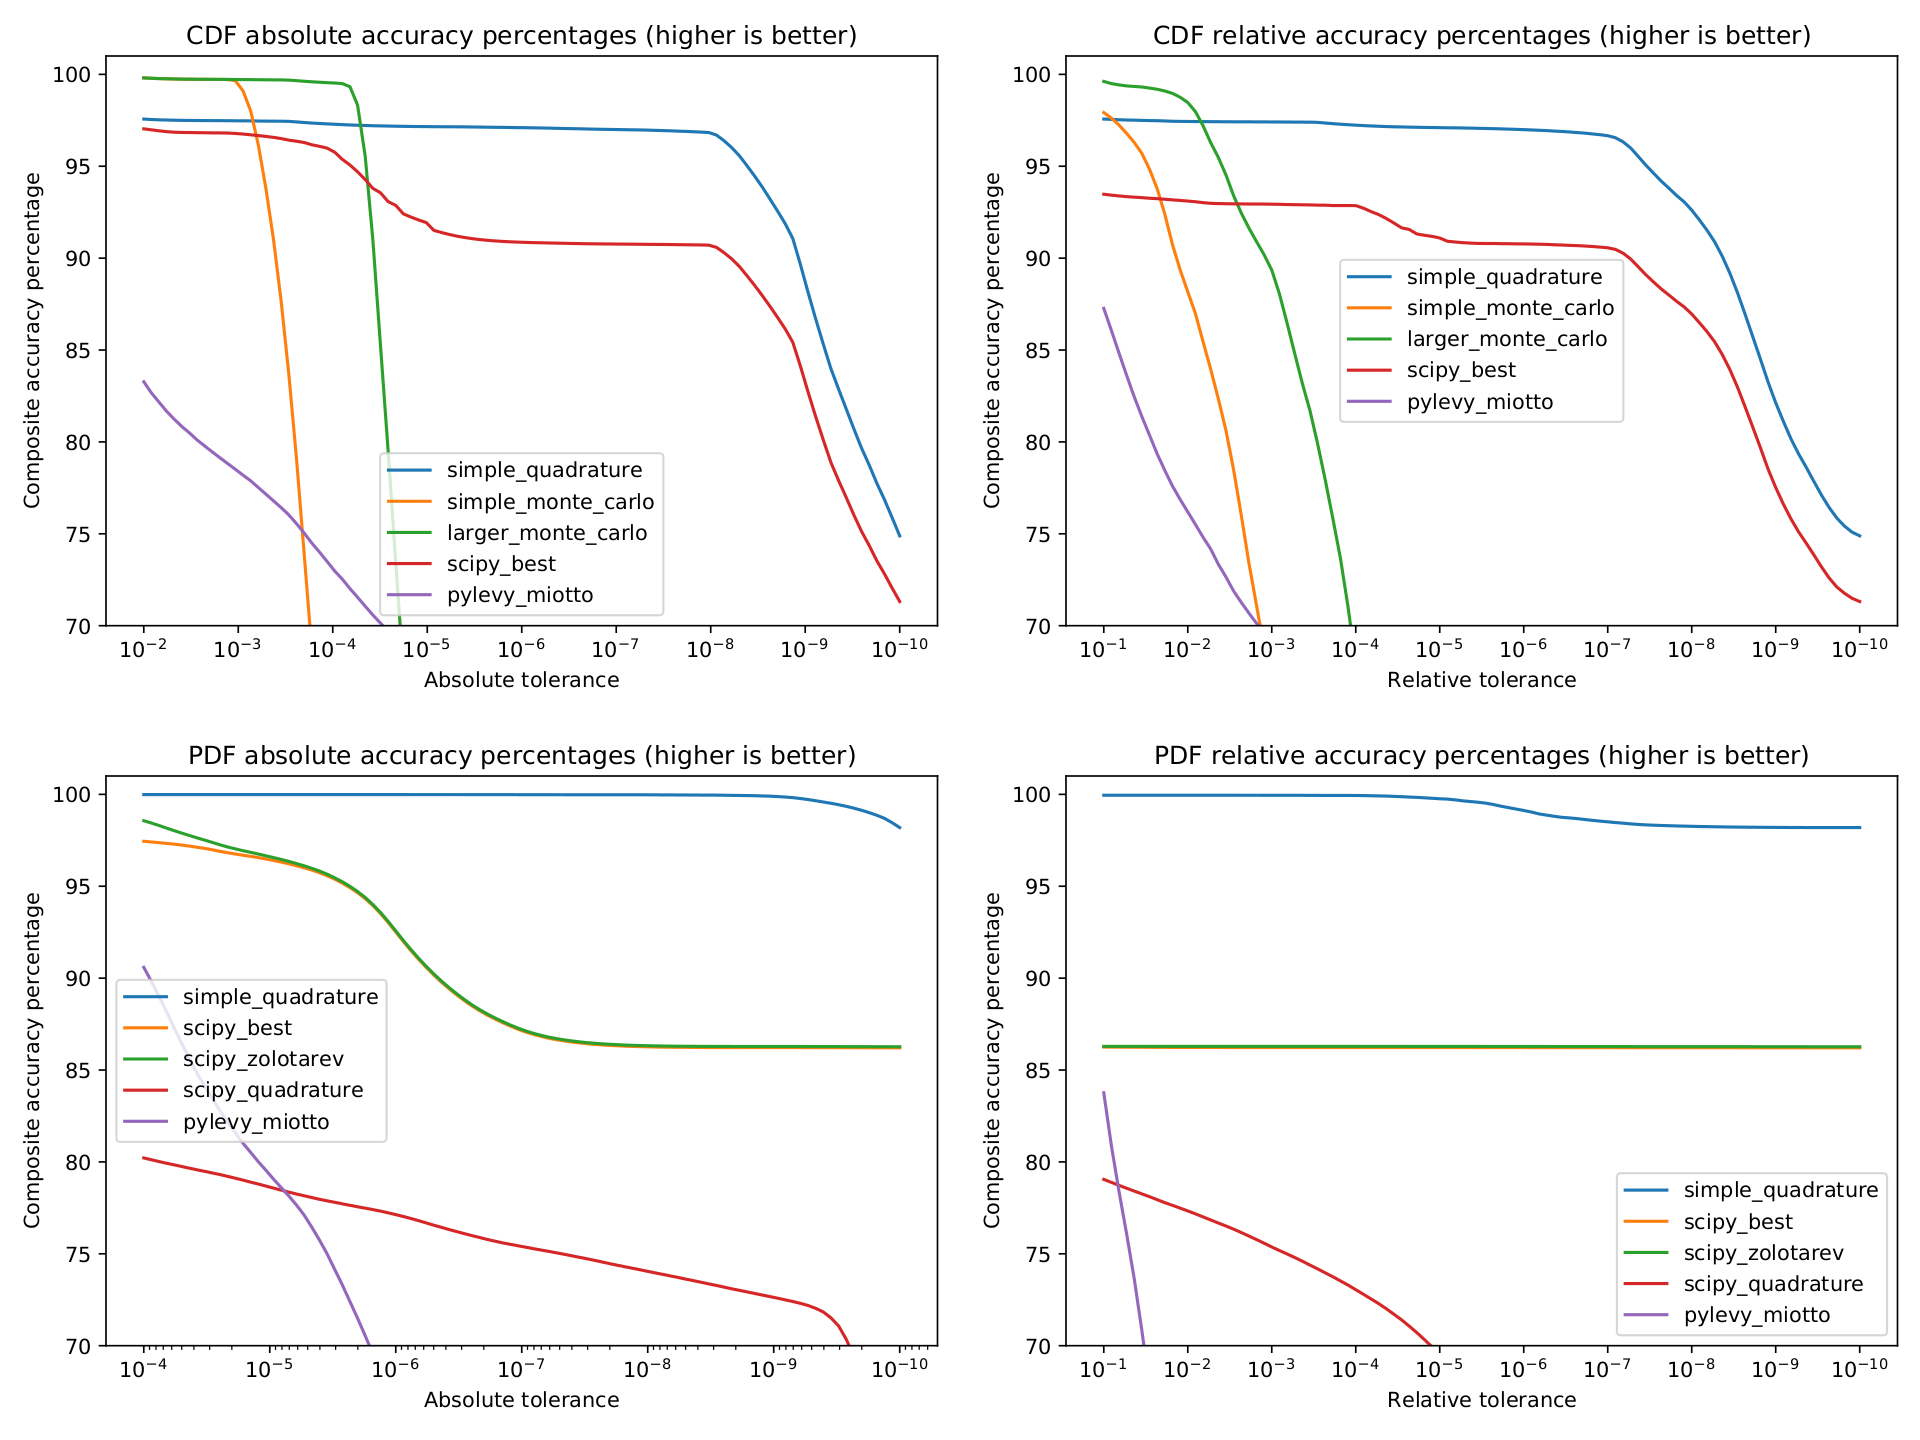 CDF absolute accuracy percentages (higher is better)
Composite accuracy percentage
100
95
90
85
80
75
70
simple_quadrature
simple_monte_carlo
larger_monte_carlo
scipy_best
pylevy_miotto
10⁻² 10⁻³ 10⁻⁴ 10⁻⁵ 10⁻⁶ 10⁻⁷ 10⁻⁸ 10⁻⁹ 10⁻¹⁰
Absolute tolerance
CDF relative accuracy percentages (higher is better)
Composite accuracy percentage
100
95
90
85
80
75
70
simple_quadrature
simple_monte_carlo
larger_monte_carlo
scipy_best
pylevy_miotto
10⁻¹ 10⁻² 10⁻³ 10⁻⁴ 10⁻⁵ 10⁻⁶ 10⁻⁷ 10⁻⁸ 10⁻⁹ 10⁻¹⁰
Relative tolerance
PDF absolute accuracy percentages (higher is better)
Composite accuracy percentage
100
95
90
85
80
75
70
simple_quadrature
scipy_best
scipy_zolotarev
scipy_quadrature
pylevy_miotto
10⁻⁴ 10⁻⁵ 10⁻⁶ 10⁻⁷ 10⁻⁸ 10⁻⁹ 10⁻¹⁰
Absolute tolerance
PDF relative accuracy percentages (higher is better)
Composite accuracy percentage
100
95
90
85
80
75
70
simple_quadrature
scipy_best
scipy_zolotarev
scipy_quadrature
pylevy_miotto
10⁻¹ 10⁻² 10⁻³ 10⁻⁴ 10⁻⁵ 10⁻⁶ 10⁻⁷ 10⁻⁸ 10⁻⁹ 10⁻¹⁰
Relative tolerance